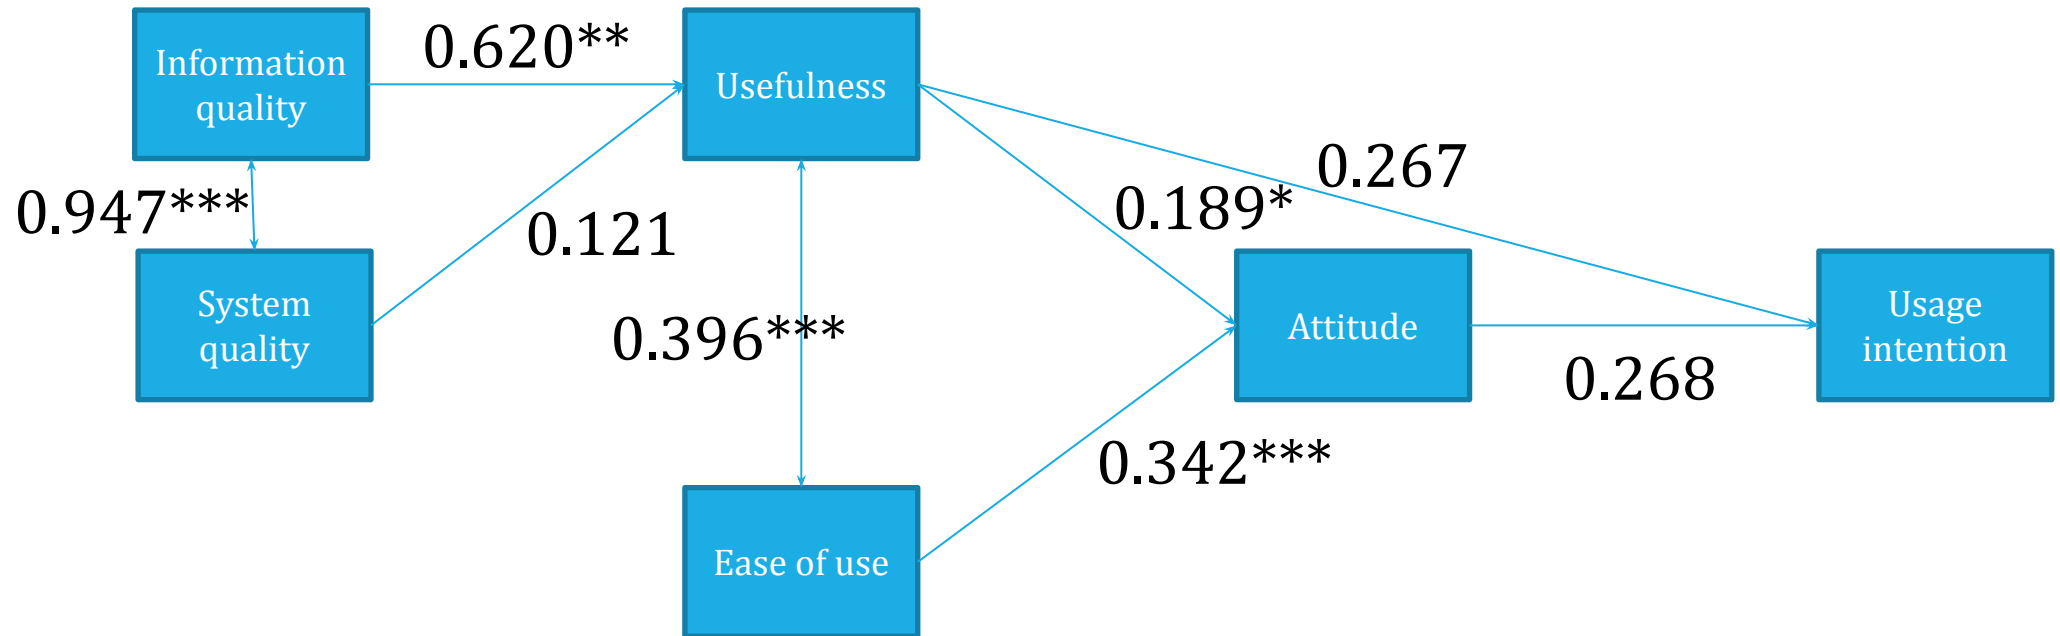 Information
quality
0.620**
Usefulness
0.947***
0.121
0.189*
0.267
System
quality
0.396***
Attitude
Usage
intention
0.268
0.342***
Ease of use